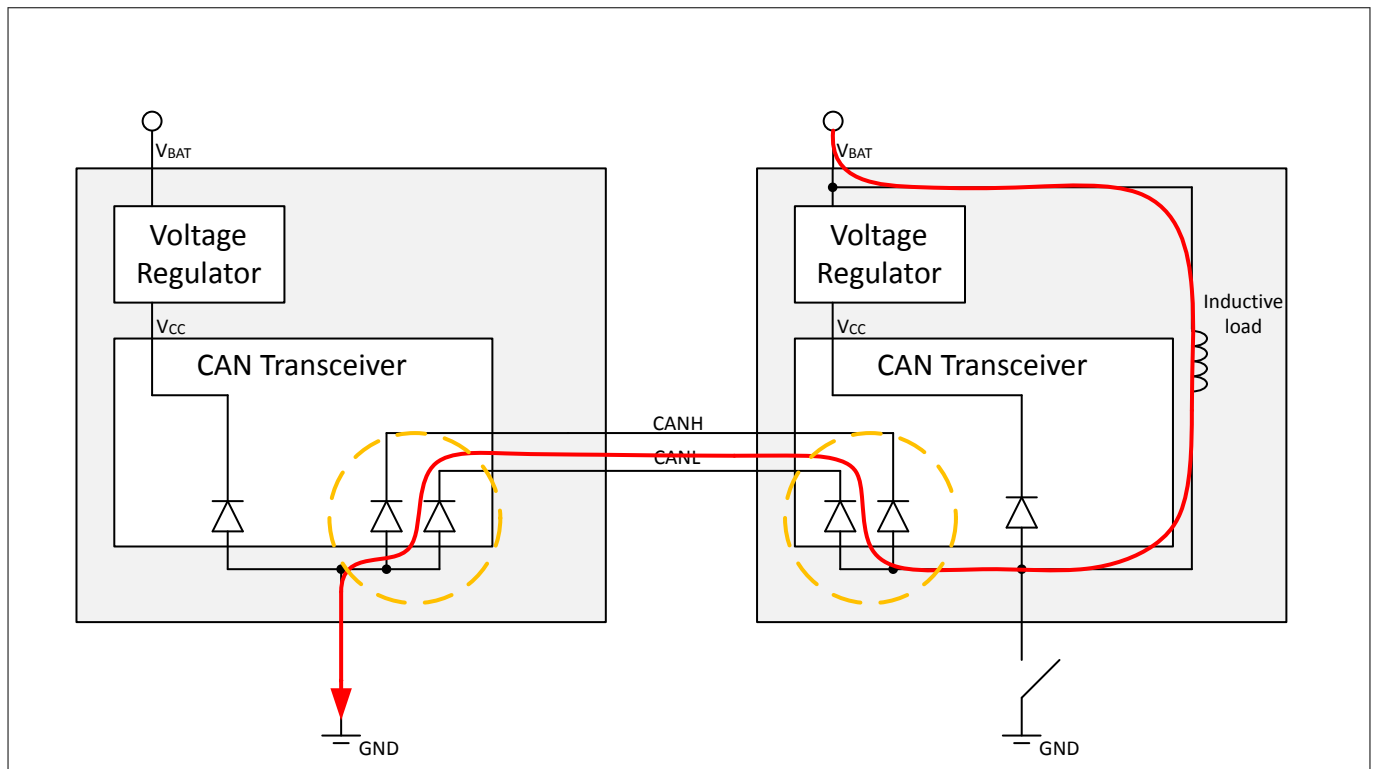 VBAT
VBAT
Voltage
Regulator
Voltage
Regulator
Inductive
load
VCC
VCC
CAN Transceiver
CAN Transceiver
CANH
CANL
GND
GND